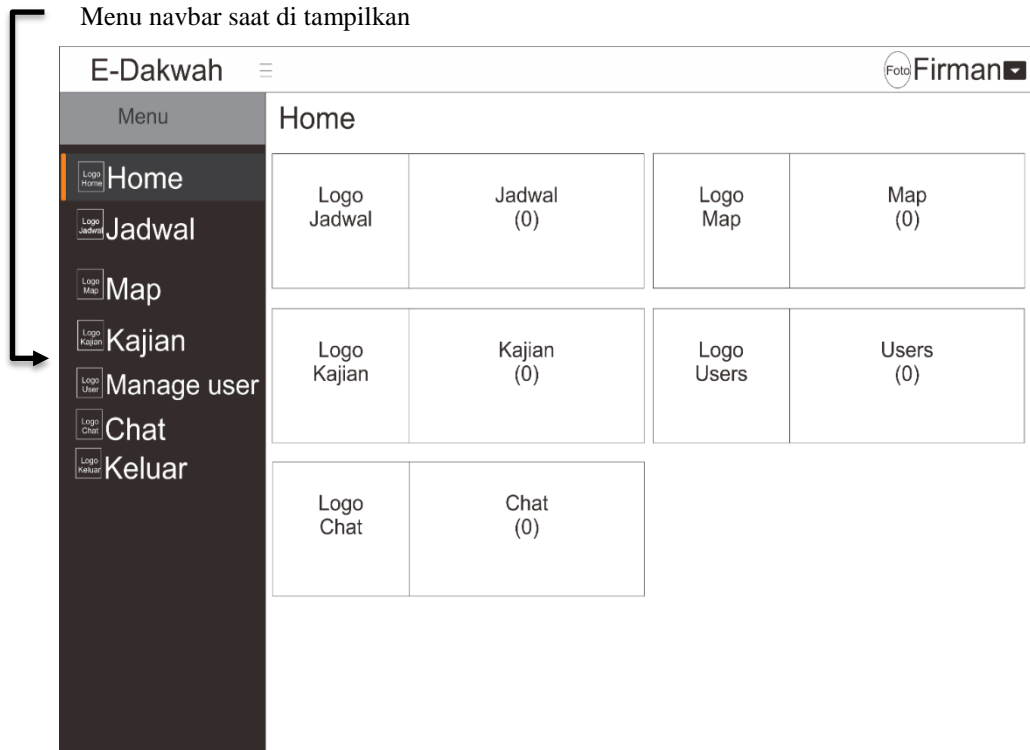 Menu navbar saat di tampilkan
E-Dakwah
Foto
Firman
Menu
Home
Logo
Home
Home
Logo
Jadwal
Jadwal
Logo
Map
Map
Logo
Kajian
Kajian
Logo
User
Manage user
Logo
Chat
Chat
Logo
Keluar
Keluar
Logo
Jadwal
Jadwal
(0)
Logo
Map
Map
(0)
Logo
Kajian
Kajian
(0)
Logo
Users
Users
(0)
Logo
Chat
Chat
(0)